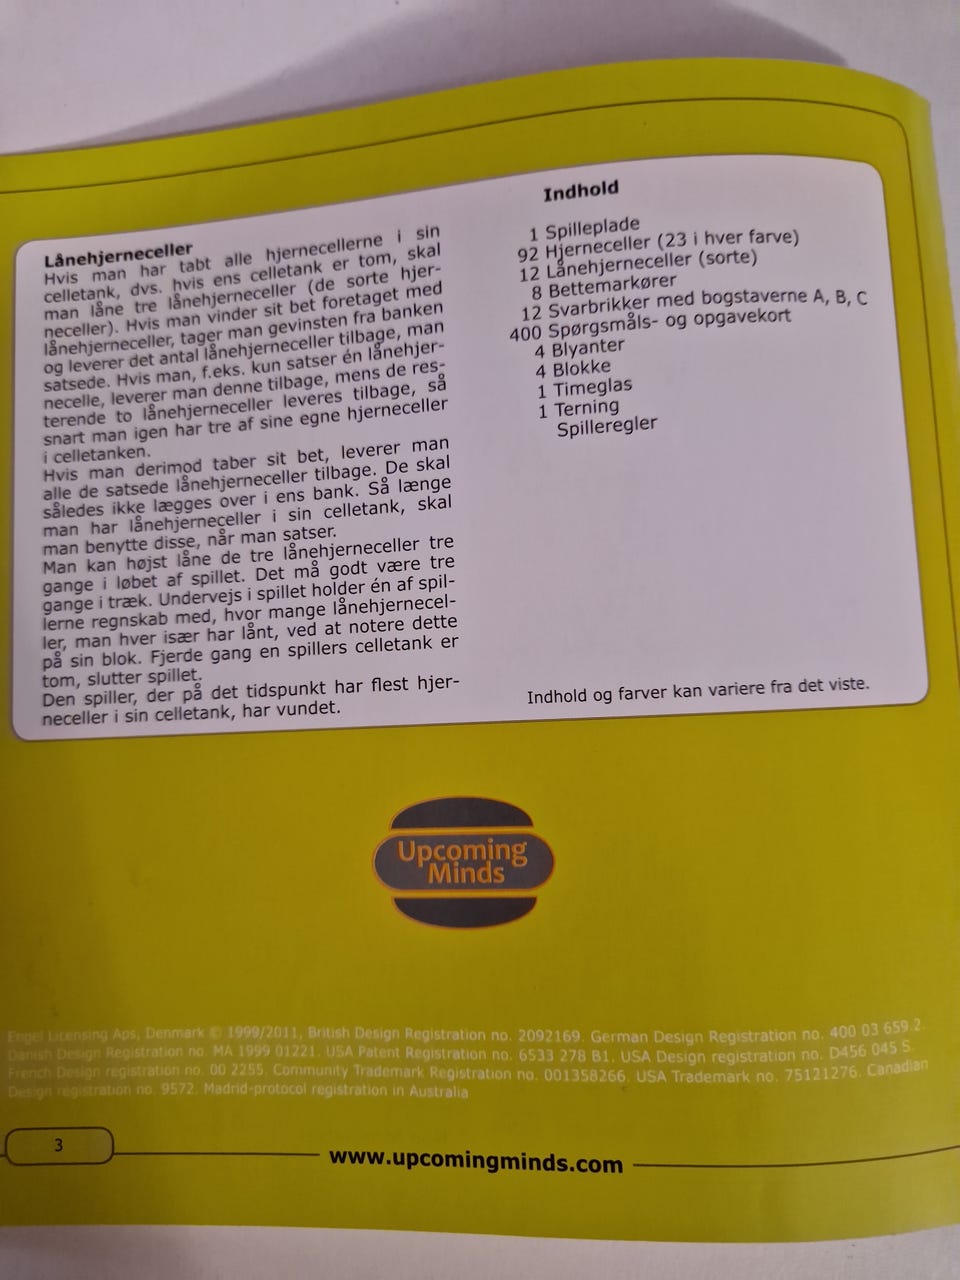 Lånehjerneceller
Hvis man har tabt alle hjernecellerne i sin
celletank, dvs. hvis ens celletank er tom, skal
man låne tre lånehjerneceller (de sorte hjer-
neceller). Hvis man vinder sit bet foretaget med
lånehjerneceller, tager man gevinsten fra banken
og leverer det antal lånehjerneceller tilbage, man
satsede. Hvis man, f.eks. kun satser én lånehjer-
necelle, leverer man denne tilbage, mens de res-
terende to lånehjerneceller leveres tilbage, så
snart man igen har tre af sine egne hjerneceller
i celletanken.
Hvis man derimod taber sit bet, leverer man
alle de satsede lånehjerneceller tilbage. De skal
således ikke lægges over i ens bank. Så længe
man har lånehjerneceller i sin celletank, skal
man benytte disse, når man satser.
Man kan højst låne de tre lånehjerneceller tre
gange i løbet af spillet. Det må godt være tre
gange i træk. Undervejs i spillet holder én af spil-
lerne regnskab med, hvor mange lånehjernecel-
ler, man hver især har lånt, ved at notere dette
på sin blok. Fjerde gang en spillers celletank er
tom, slutter spillet.
Den spiller, der på det tidspunkt har flest hjer-
neceller i sin celletank, har vundet.
Indhold
1 Spilleplade
92 Hjerneceller (23 i hver farve)
12 Lånehjerneceller (sorte)
8 Bettemarkører
12 Svarbrikker med bogstaverne A, B, C
400 Spørgsmåls- og opgavekort
4 Blyanter
4 Blokke
1 Timeglas
1 Terning
Spilleregler
Indhold og farver kan variere fra det viste.
Upcoming
Minds
Engel Licensing Aps, Denmark © 1999/2011, British Design Registration no. 2092169. German Design Registration no. 400 03 659.2.
Danish Design Registration no. MA 1999 01221. USA Patent Registration no. 6533 278 B1. USA Design registration no. D456 045 S.
French Design registration no. 00 2255. Community Trademark Registration no. 001358266. USA Trademark no. 75121276. Canadian
Design registration no. 9572. Madrid-protocol registration in Australia
3
www.upcomingminds.com